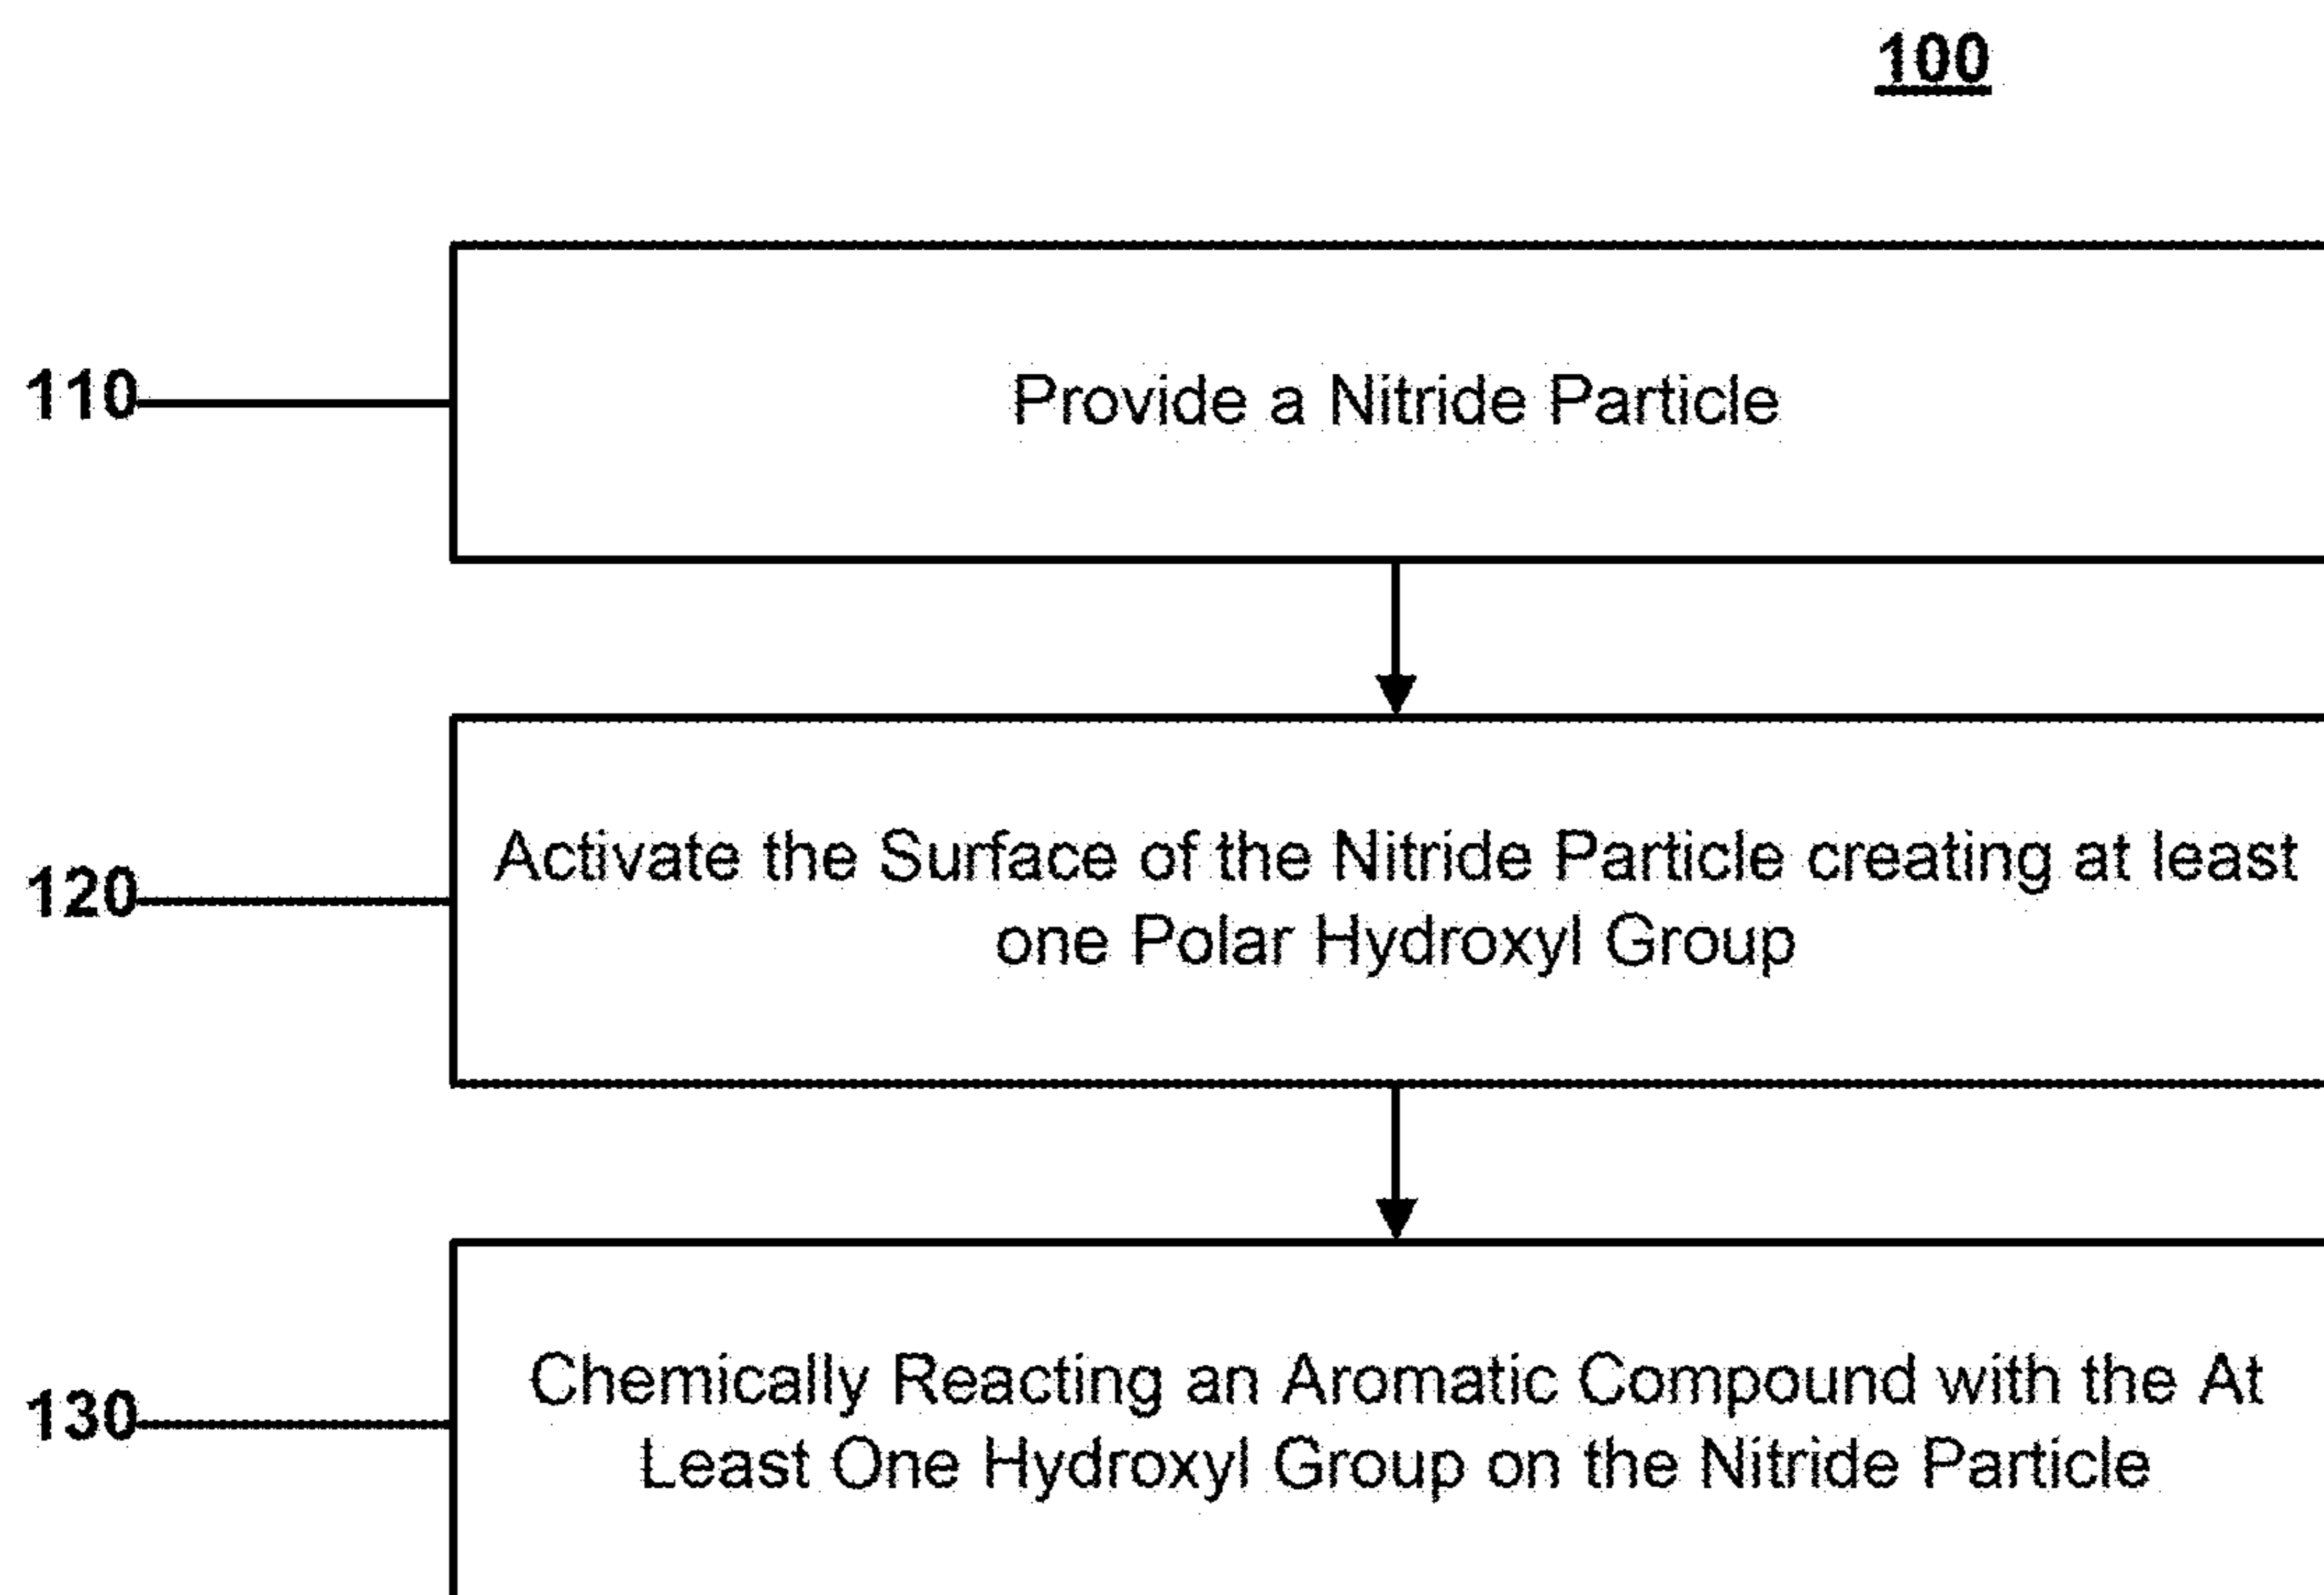 100
110
Provide a Nitride Particle
120
Activate the Surface of the Nitride Particle creating at least
one Polar Hydroxyl Group
130
Chemically Reacting an Aromatic Compound with the At
Least One Hydroxyl Group on the Nitride Particle